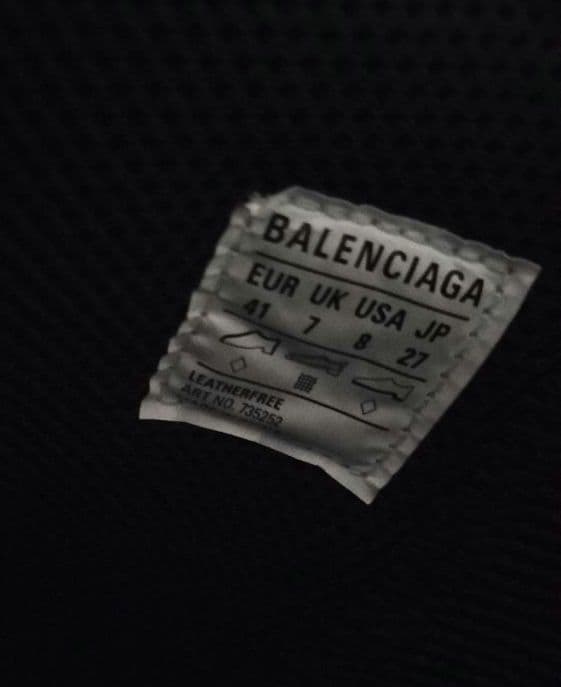 BALENCIAGA
EUR UK USA JP
41 7 8 27
LEATHERFREE
ART NO. 735252